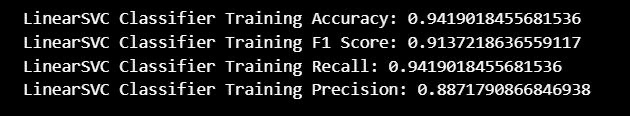 LinearSVC Classifier Training Accuracy: 0.9419018455681536
LinearSVC Classifier Training F1 Score: 0.9137218636559117
LinearSVC Classifier Training Recall: 0.9419018455681536
LinearSVC Classifier Training Precision: 0.8871790866846938